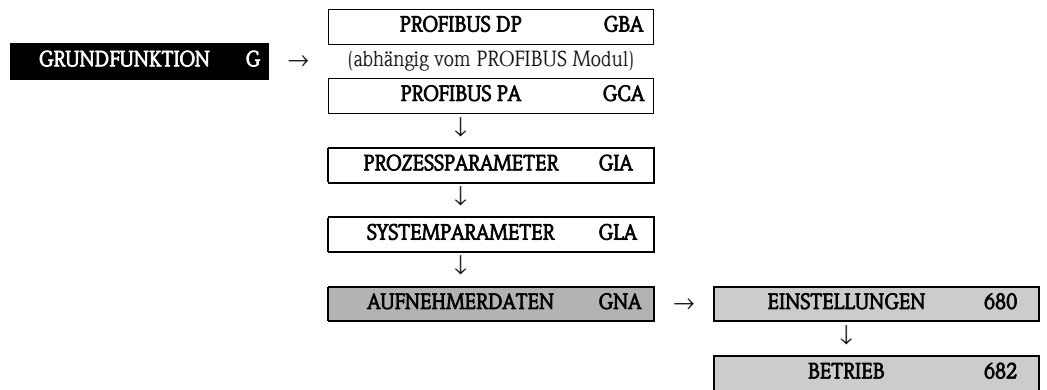 PROFIBUS DP GBA
GRUNDFUNKTION G → (abhängig vom PROFIBUS Modul)
PROFIBUS PA GCA
↓
PROZESSPARAMETER GIA
↓
SYSTEMPARAMETER GLA
↓
AUFNEHMERDATEN GNA → EINSTELLUNGEN 680
↓
BETRIEB 682